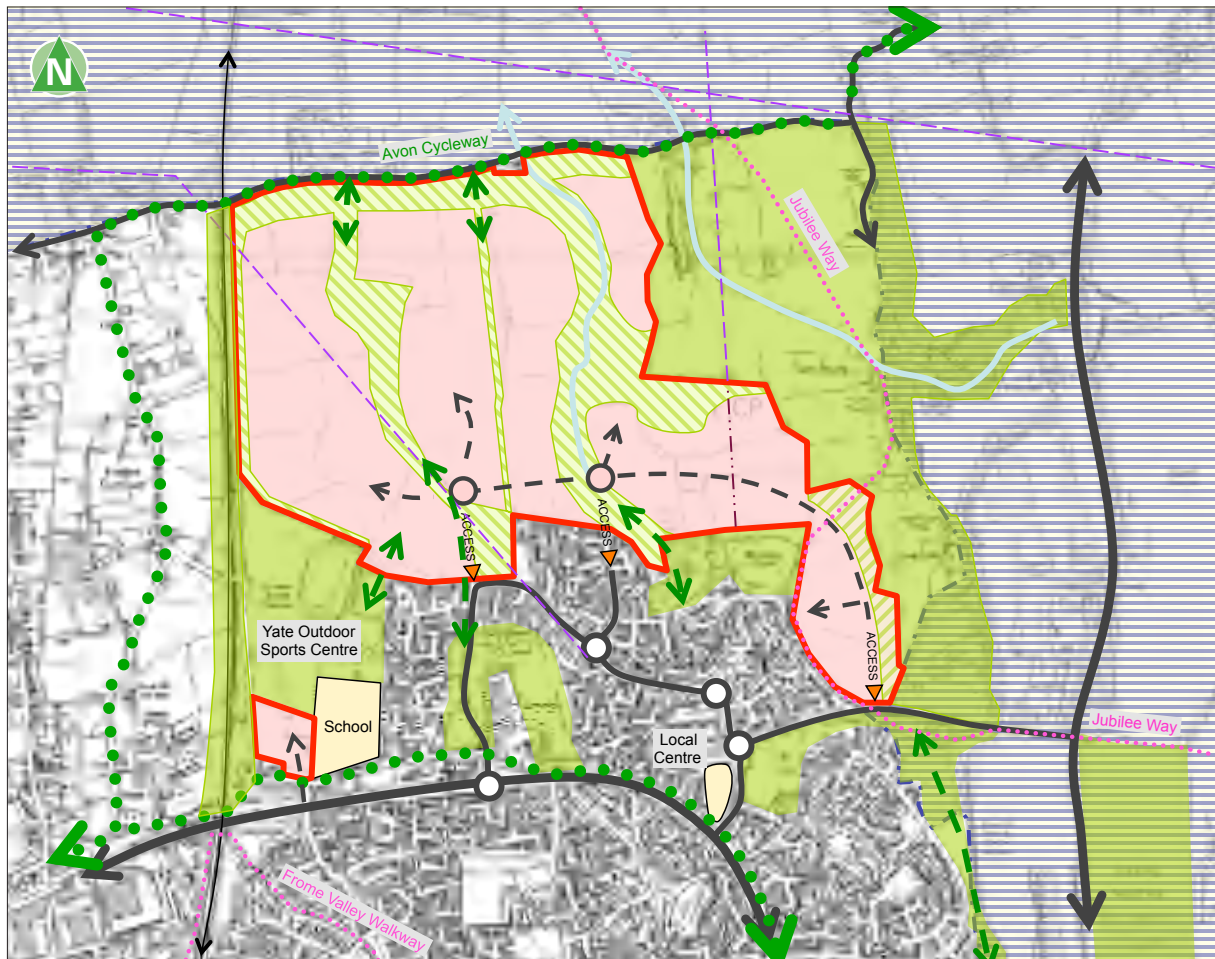 N
Avon Cycleway
Jubilee Way
ACCESS
ACCESS
ACCESS
Yate Outdoor
Sports Centre
School
Local
Centre
Jubilee Way
Frome Valley Walkway